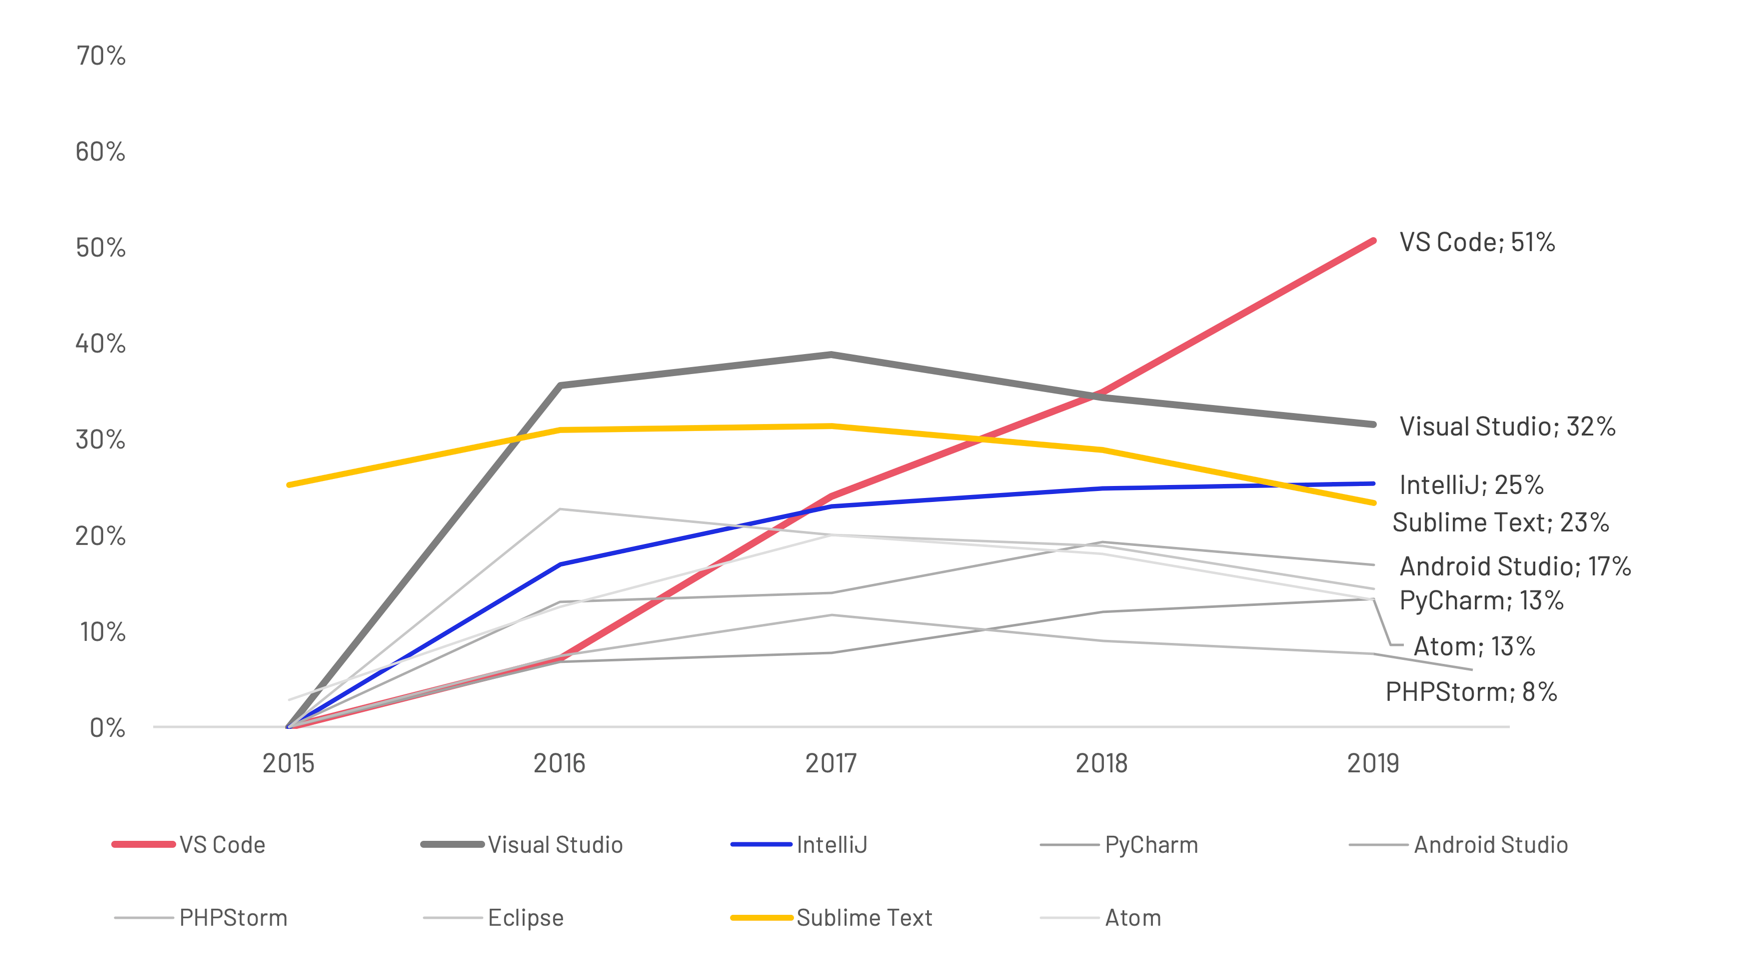 70%
60%
50%
40%
30%
20%
10%
0%
VS Code; 51%
Visual Studio; 32%
IntelliJ; 25%
Sublime Text; 23%
Android Studio; 17%
PyCharm; 13%
Atom; 13%
PHPStorm; 8%
2015 2016 2017 2018 2019
VS Code Visual Studio IntelliJ PyCharm Android Studio
PHPStorm Eclipse Sublime Text Atom